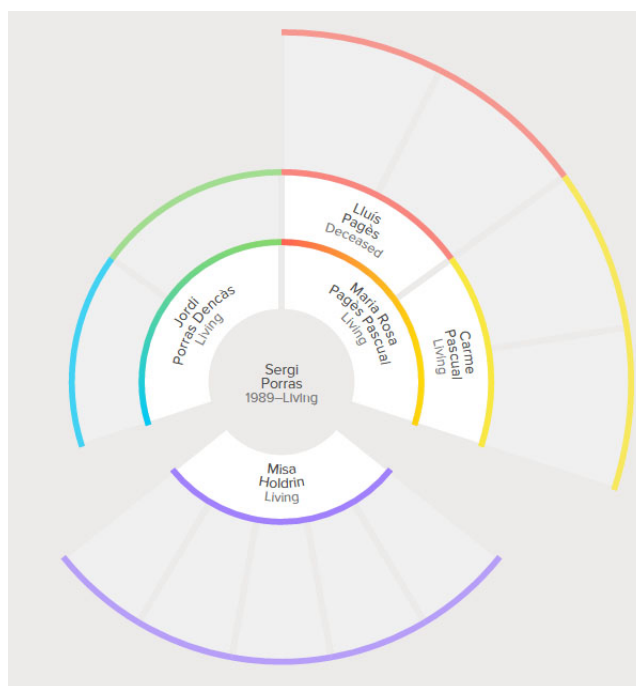 Lluís
Pagès
Deceased
Jordi
Porras Dencàs
Living
Maria Rosa
Pagès Pascual
Living
Carme
Pascual
Living
Sergi
Porras
1989–Living
Misa
Holdrin
Living